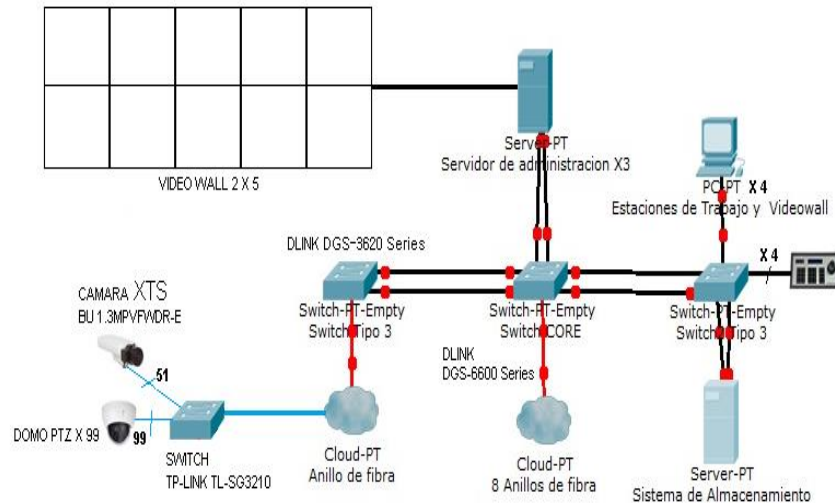 VIDEO WALL 2 X 5
Server-PT
Servidor de administracion X3
PC-PT X 4
Estaciones de Trabajo y Videowall
DLINK DGS-3620 Series
X 4
CAMARA XTS
BU 1.3MPVFWDR-E
Switch-PT-Empty
Switch Tipo 3
Switch-PT-Empty
Switch CORE
Switch-PT-Empty
Switch Tipo 3
DLINK
DGS-6600 Series
51
DOMO PTZ X 99
99
SWITCH
TP-LINK TL-SG3210
Cloud-PT
Anillo de fibra
Cloud-PT
8 Anillos de fibra
Server-PT
Sistema de Almacenamiento